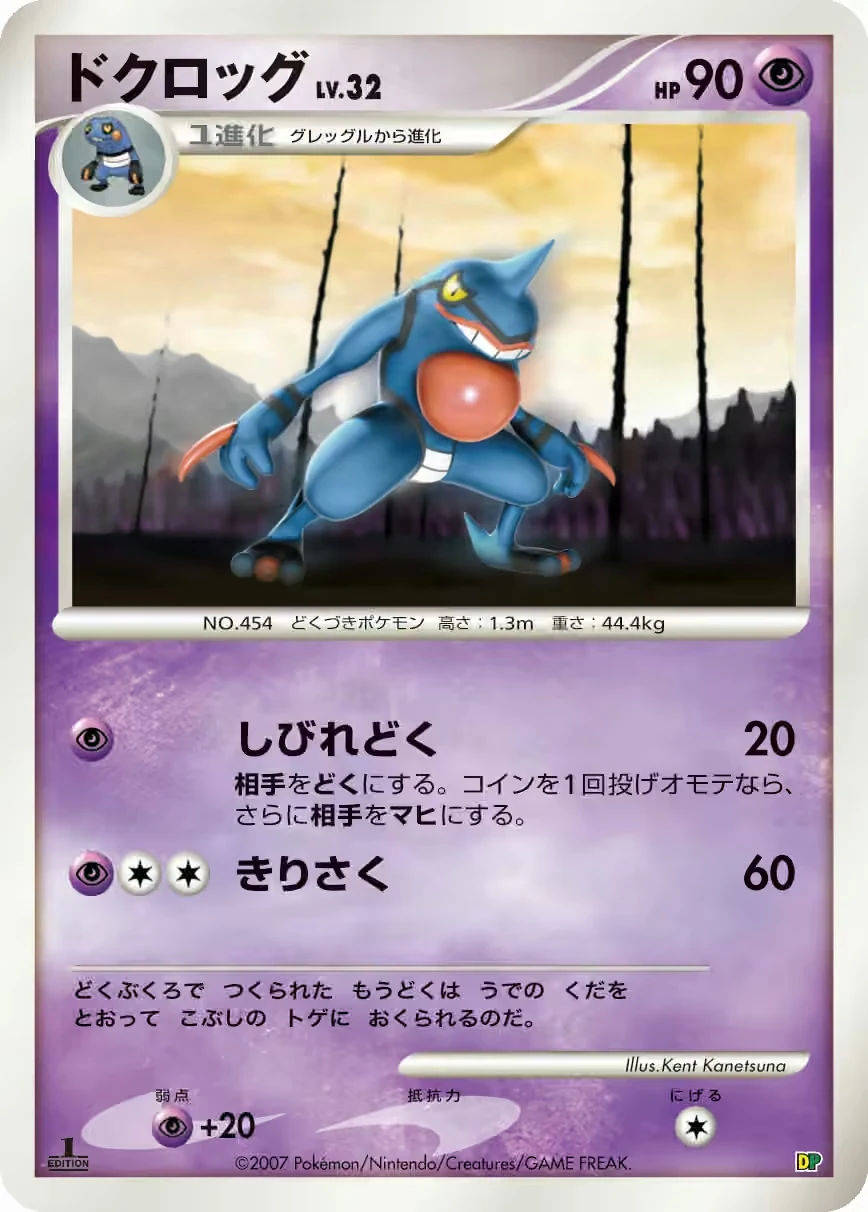 ドクロッグ LV.32 HP 90
1進化 グレッグルから進化
NO.454 どくづきポケモン 高さ:1.3m 重さ:44.4kg
しびれどく 20
相手をどくにする。コインを1回投げオモテなら、
さらに相手をマヒにする。
きりさく 60
どくぶくろで つくられた もうどくは うでの くだを
とおって こぶしの トゲに おくられるのだ。
Illus.Kent Kanetsuna
弱点 抵抗力 にげる
+20
1 EDITION
©2007 Pokémon/Nintendo/Creatures/GAME FREAK.
DP